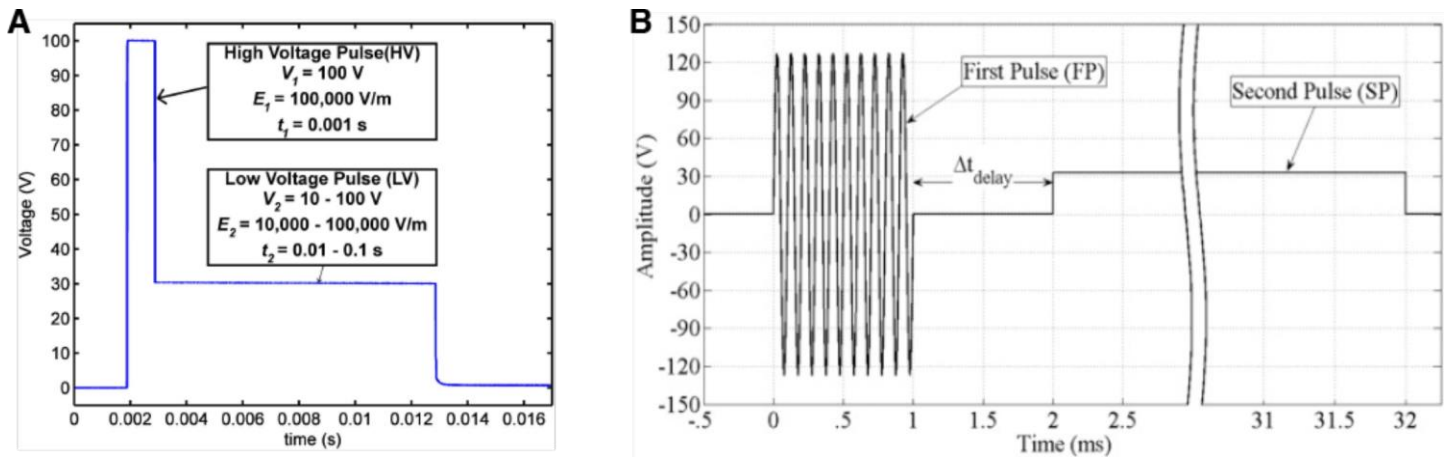 A
High Voltage Pulse(HV)
V1 = 100 V
E1 = 100,000 V/m
t1 = 0.001 s
Low Voltage Pulse (LV)
V2 = 10 - 100 V
E2 = 10,000 - 100,000 V/m
t2 = 0.01 - 0.1 s
Voltage (V)
100
90
80
70
60
50
40
30
20
10
0
0 0.002 0.004 0.006 0.008 0.01 0.012 0.014 0.016
time (s)
B
First Pulse (FP)
Second Pulse (SP)
Δtdelay
Amplitude (V)
150
120
90
60
30
0
-30
-60
-90
-120
-150
-.5 0 .5 1 1.5 2 2.5 31 31.5 32
Time (ms)